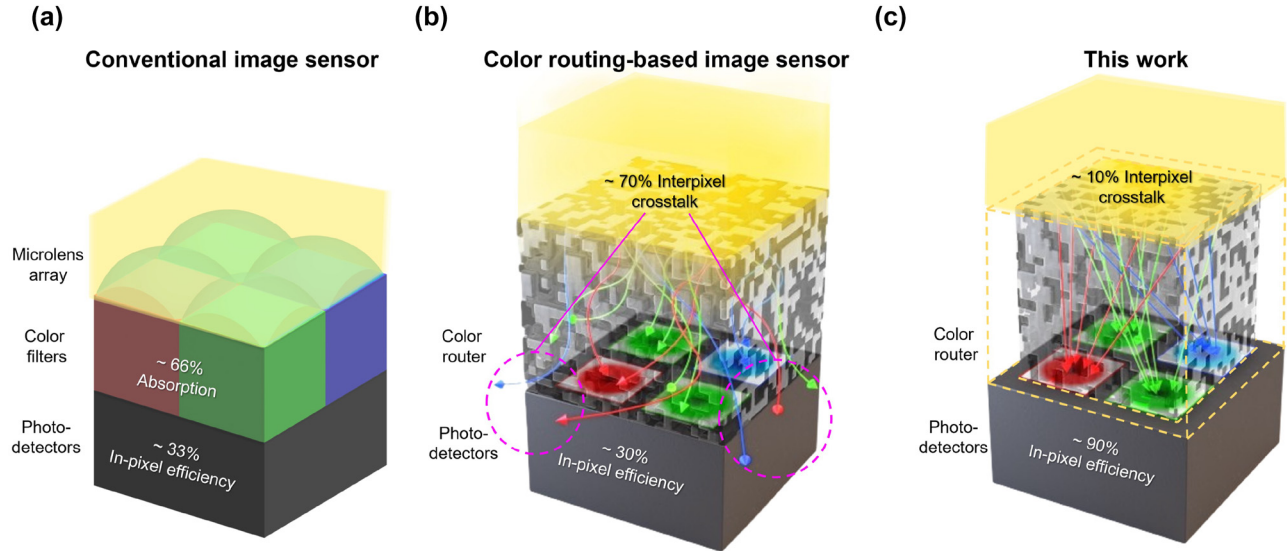 (a)
Conventional image sensor
Microlens
array
Color
filters
~ 66%
Absorption
Photo-
detectors
~ 33%
In-pixel efficiency
(b)
Color routing-based image sensor
~ 70% Interpixel
crosstalk
Color
router
Photo-
detectors
~ 30%
In-pixel efficiency
(c)
This work
~ 10% Interpixel
crosstalk
Color
router
Photo-
detectors
~ 90%
In-pixel efficiency